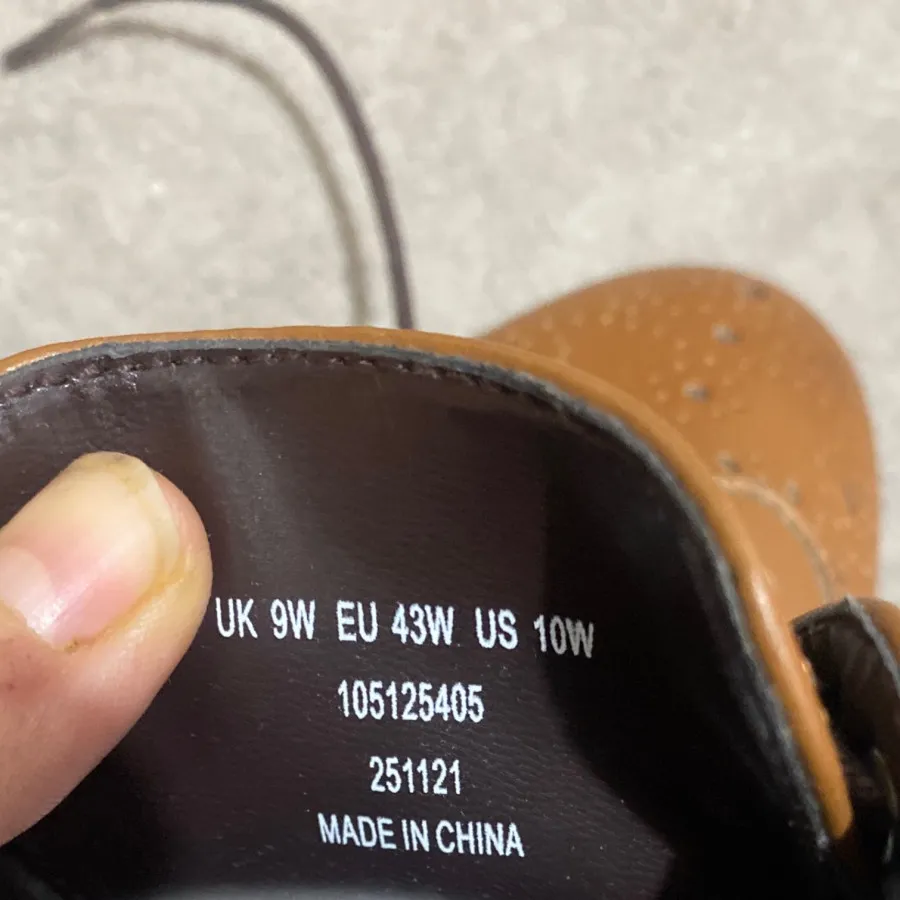 UK 9W EU 43W US 10W
105125405
251121
MADE IN CHINA